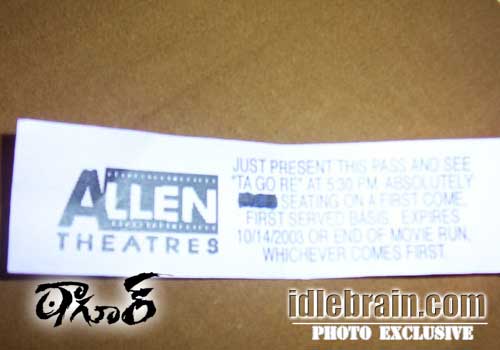 ALLEN
THEATRES
JUST PRESENT THIS PASS AND SEE
"TA GO RE" AT 5:30 PM. ABSOLUTELY
SEATING ON A FIRST COME,
FIRST SERVED BASIS. EXPIRES
10/14/2003 OR END OF MOVIE RUN,
WHICHEVER COMES FIRST.
ఠాగూర్
idlebrain.com
PHOTO EXCLUSIVE